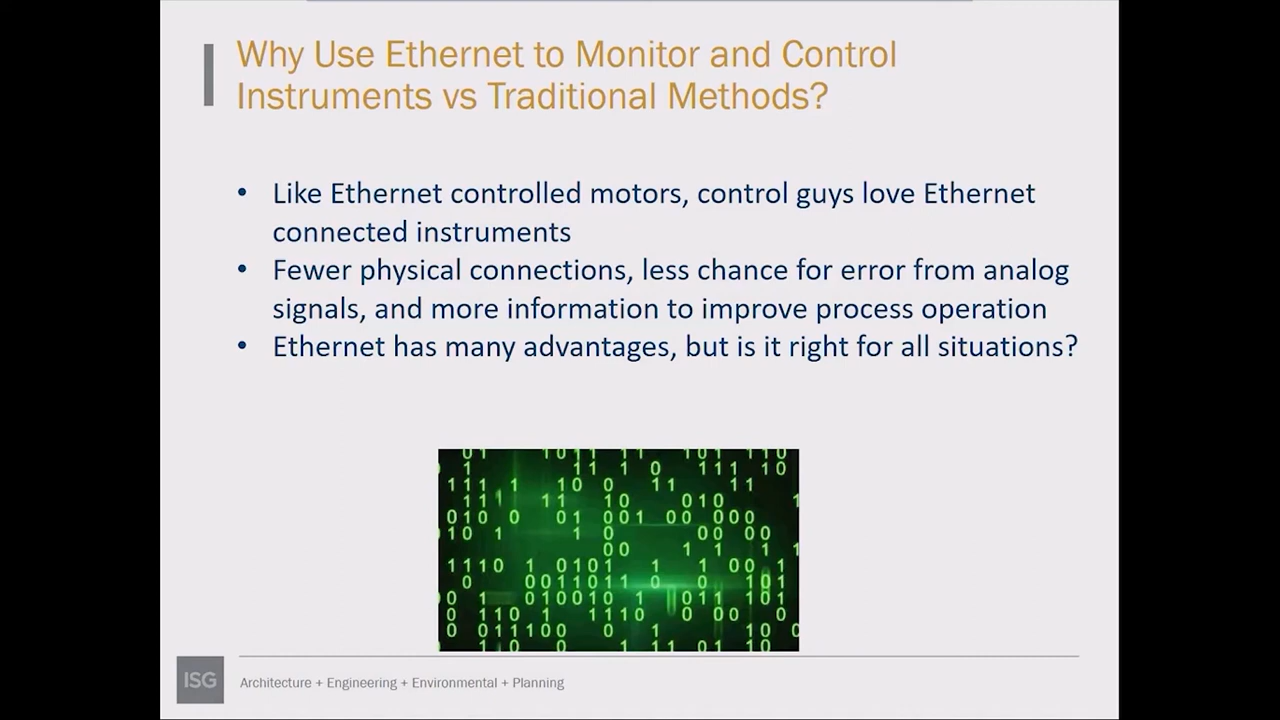 Why Use Ethernet to Monitor and Control
Instruments vs Traditional Methods?
• Like Ethernet controlled motors, control guys love Ethernet
connected instruments
• Fewer physical connections, less chance for error from analog
signals, and more information to improve process operation
• Ethernet has many advantages, but is it right for all situations?
ISG
Architecture + Engineering + Environmental + Planning